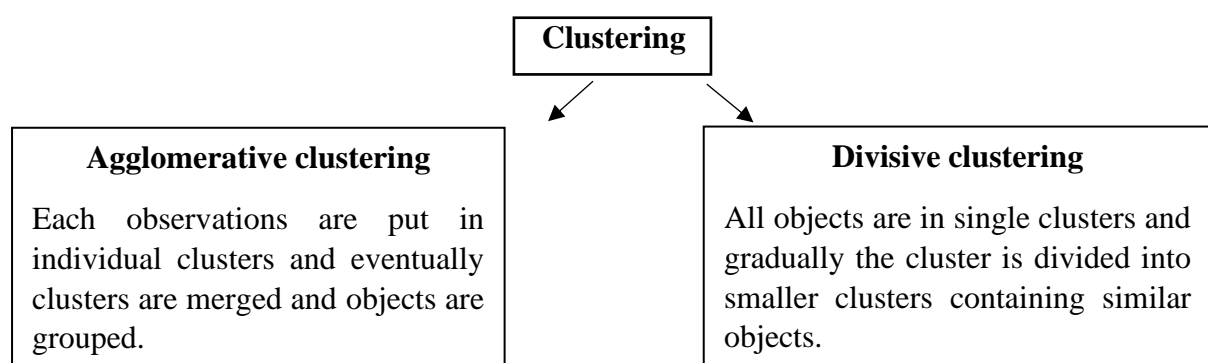 Clustering
Agglomerative clustering
Each observations are put in
individual clusters and eventually
clusters are merged and objects are
grouped.
Divisive clustering
All objects are in single clusters and
gradually the cluster is divided into
smaller clusters containing similar
objects.